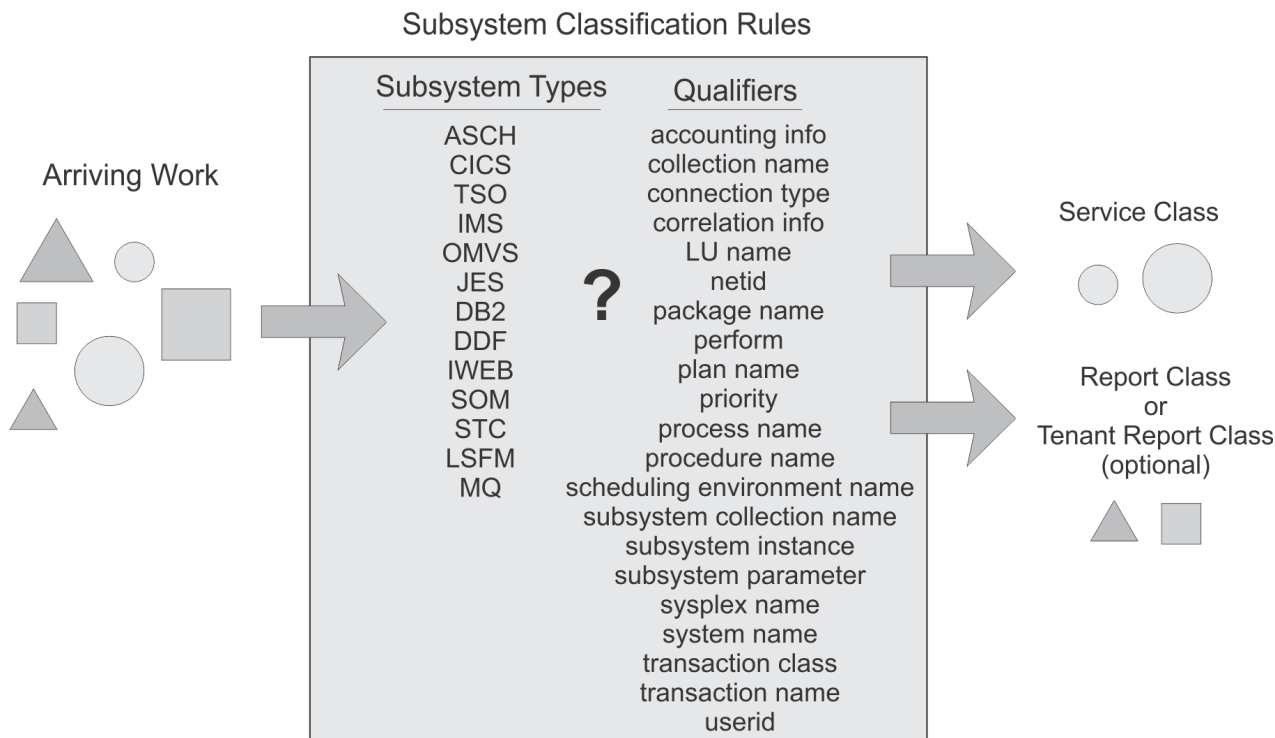 Subsystem Classification Rules
Arriving Work
Subsystem Types
ASCH
CICS
TSO
IMS
OMVS
JES
DB2
DDF
IWEB
SOM
STC
LSFM
MQ
?
Qualifiers
accounting info
collection name
connection type
correlation info
LU name
netid
package name
perform
plan name
priority
process name
procedure name
scheduling environment name
subsystem collection name
subsystem instance
subsystem parameter
sysplex name
system name
transaction class
transaction name
userid
Service Class
Report Class
or
Tenant Report Class
(optional)